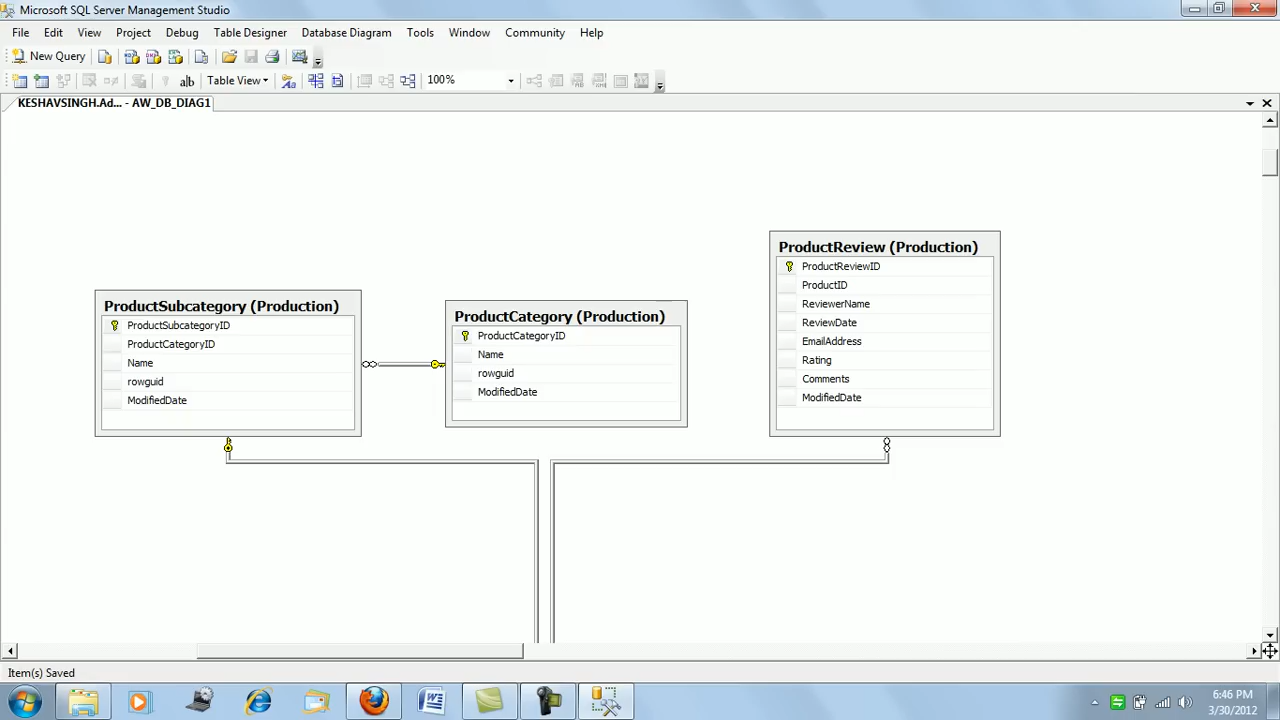 Microsoft SQL Server Management Studio
File Edit View Project Debug Table Designer Database Diagram Tools Window Community Help
New Query
ab Table View 100%
KESHAVSINGH.Ad... - AW_DB_DIAG1
ProductReview (Production)
ProductReviewID
ProductID
ReviewerName
ReviewDate
EmailAddress
Rating
Comments
ModifiedDate
ProductSubcategory (Production)
ProductSubcategoryID
ProductCategoryID
Name
rowguid
ModifiedDate
ProductCategory (Production)
ProductCategoryID
Name
rowguid
ModifiedDate
Item(s) Saved
6:46 PM
3/30/2012